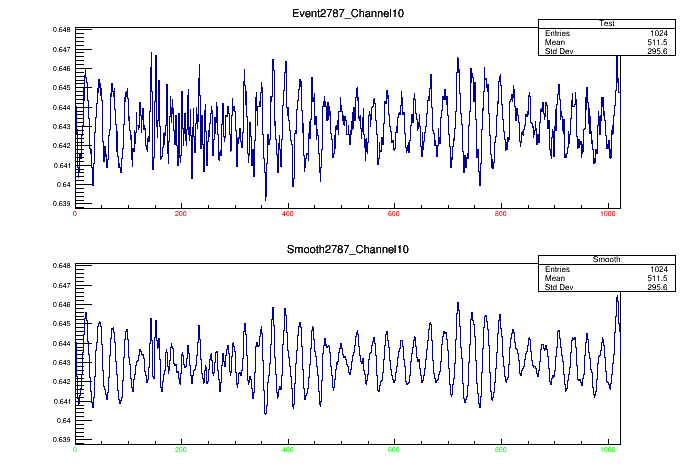 Event2787_Channel10
Test
Entries 1024
Mean 511.5
Std Dev 295.6
0.648
0.647
0.646
0.645
0.644
0.643
0.642
0.641
0.64
0.639
0 200 400 600 800 1000
Smooth2787_Channel10
Smooth
Entries 1024
Mean 511.5
Std Dev 295.6
0.648
0.647
0.646
0.645
0.644
0.643
0.642
0.641
0.64
0.639
0 200 400 600 800 1000